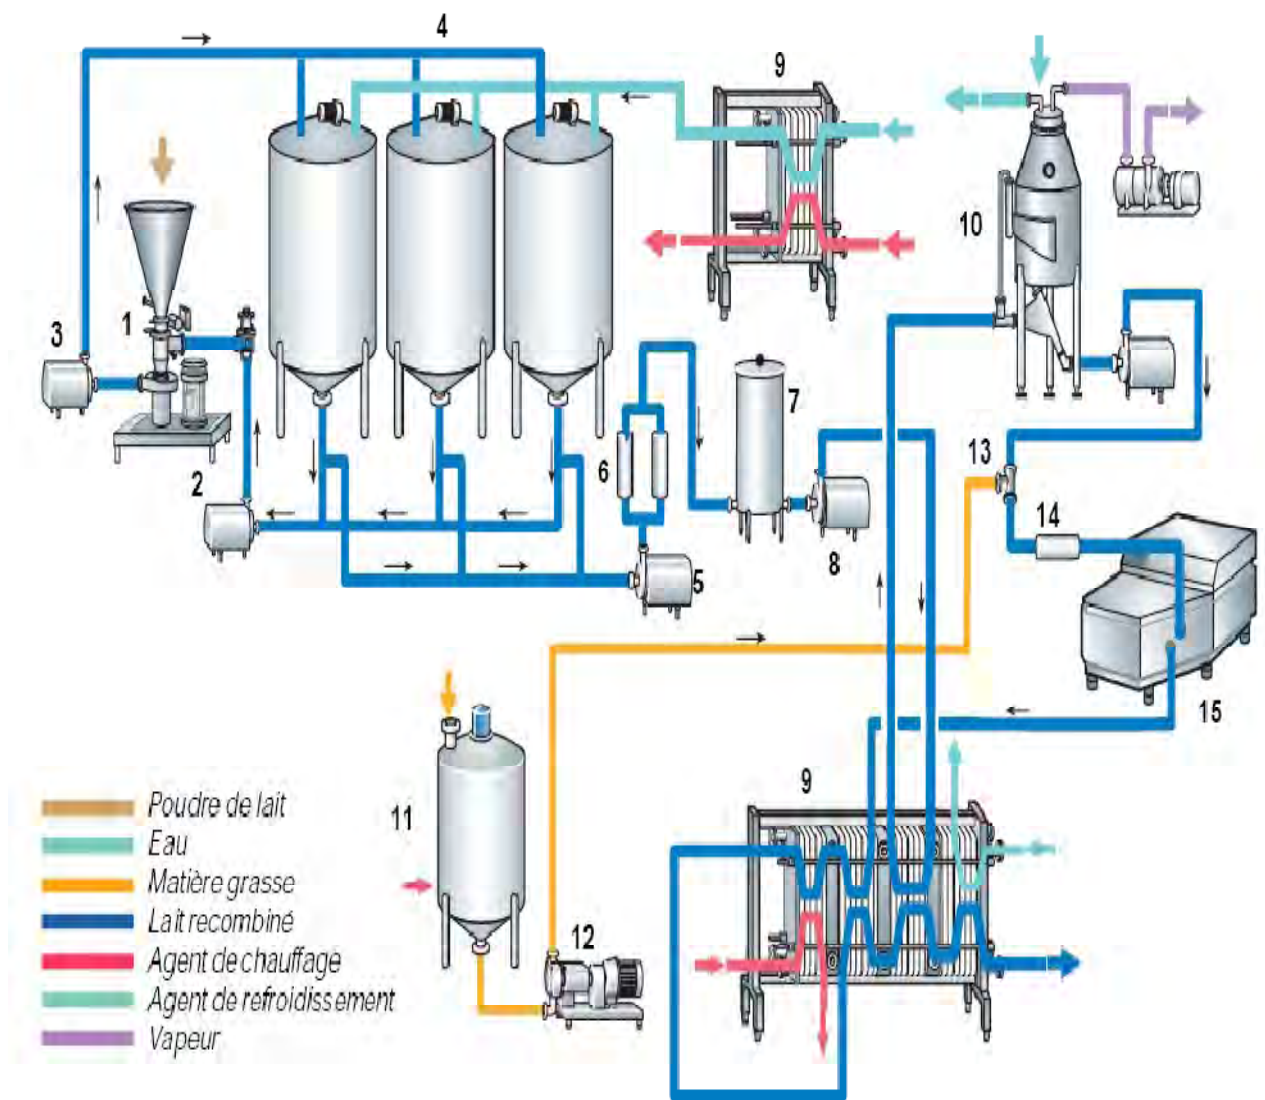 4
9
10
3
1
7
6
13
2
14
8
5
15
9
11
12
Poudre de lait
Eau
Matière grasse
Lait recombiné
Agent de chauffage
Agent de refroidissement
Vapeur